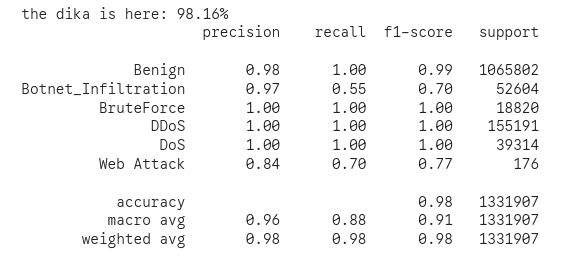 the dika is here: 98.16%
precision recall f1-score support
Benign 0.98 1.00 0.99 1065802
Botnet_Infiltration 0.97 0.55 0.70 52604
BruteForce 1.00 1.00 1.00 18820
DDoS 1.00 1.00 1.00 155191
DoS 1.00 1.00 1.00 39314
Web Attack 0.84 0.70 0.77 176
accuracy 0.98 1331907
macro avg 0.96 0.88 0.91 1331907
weighted avg 0.98 0.98 0.98 1331907